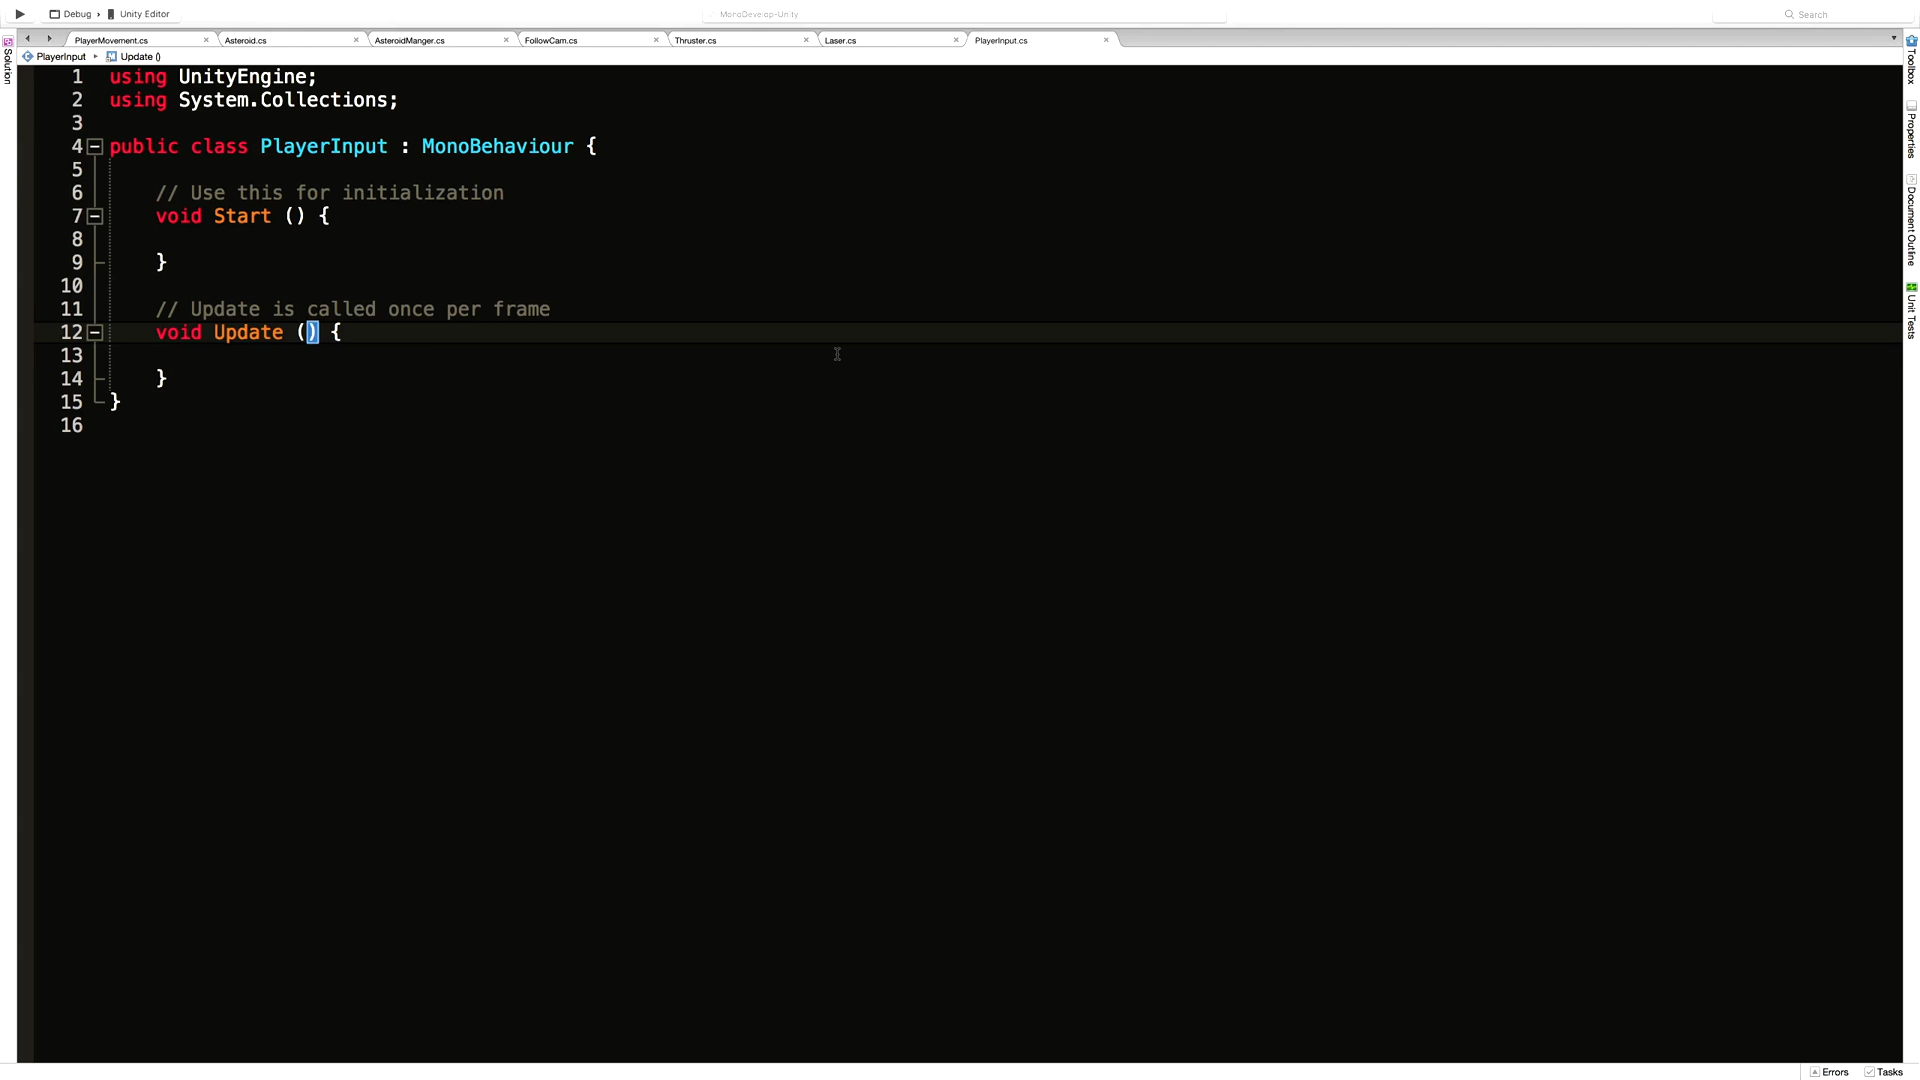 Debug › Unity Editor
MonoDevelop-Unity
Search
PlayerMovement.cs
Asteroid.cs
AsteroidManger.cs
FollowCam.cs
Thruster.cs
Laser.cs
PlayerInput.cs
PlayerInput
Update ()
Solution
Toolbox
Properties
Document Outline
Unit Tests
1 using UnityEngine;
2 using System.Collections;
3
4 public class PlayerInput : MonoBehaviour {
5
6 // Use this for initialization
7 void Start () {
8
9 }
10
11 // Update is called once per frame
12 void Update () {
13
14 }
15 }
16
Errors
Tasks